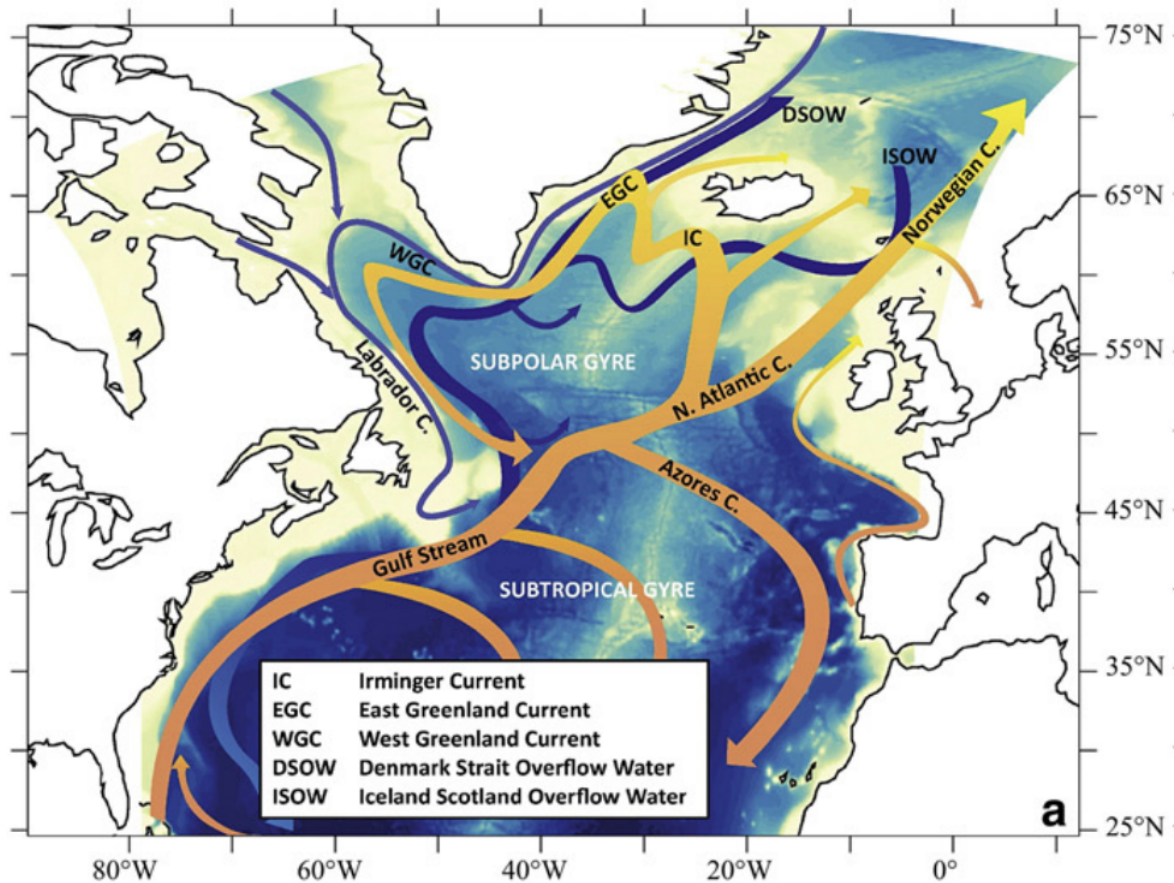 75°N
DSOW
ISOW
65°N
EGC
Norwegian C.
IC
WGC
SUBPOLAR GYRE
55°N
Labrador C.
N. Atlantic C.
Azores C.
45°N
Gulf Stream
SUBTROPICAL GYRE
35°N
IC Irminger Current
EGC East Greenland Current
WGC West Greenland Current
DSOW Denmark Strait Overflow Water
ISOW Iceland Scotland Overflow Water
a
25°N
80°W 60°W 40°W 20°W 0°